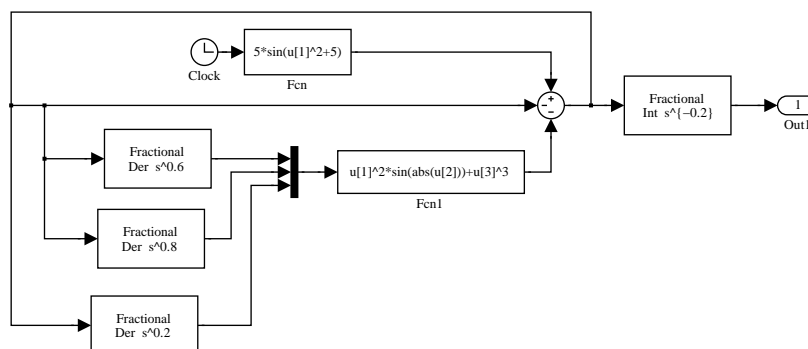 5*sin(u[1]^2+5)
Clock
Fcn
+
−
−
Fractional
Int s^{−0.2}
1
Out1
Fractional
Der s^0.6
u[1]^2*sin(abs(u[2]))+u[3]^3
Fcn1
Fractional
Der s^0.8
Fractional
Der s^0.2